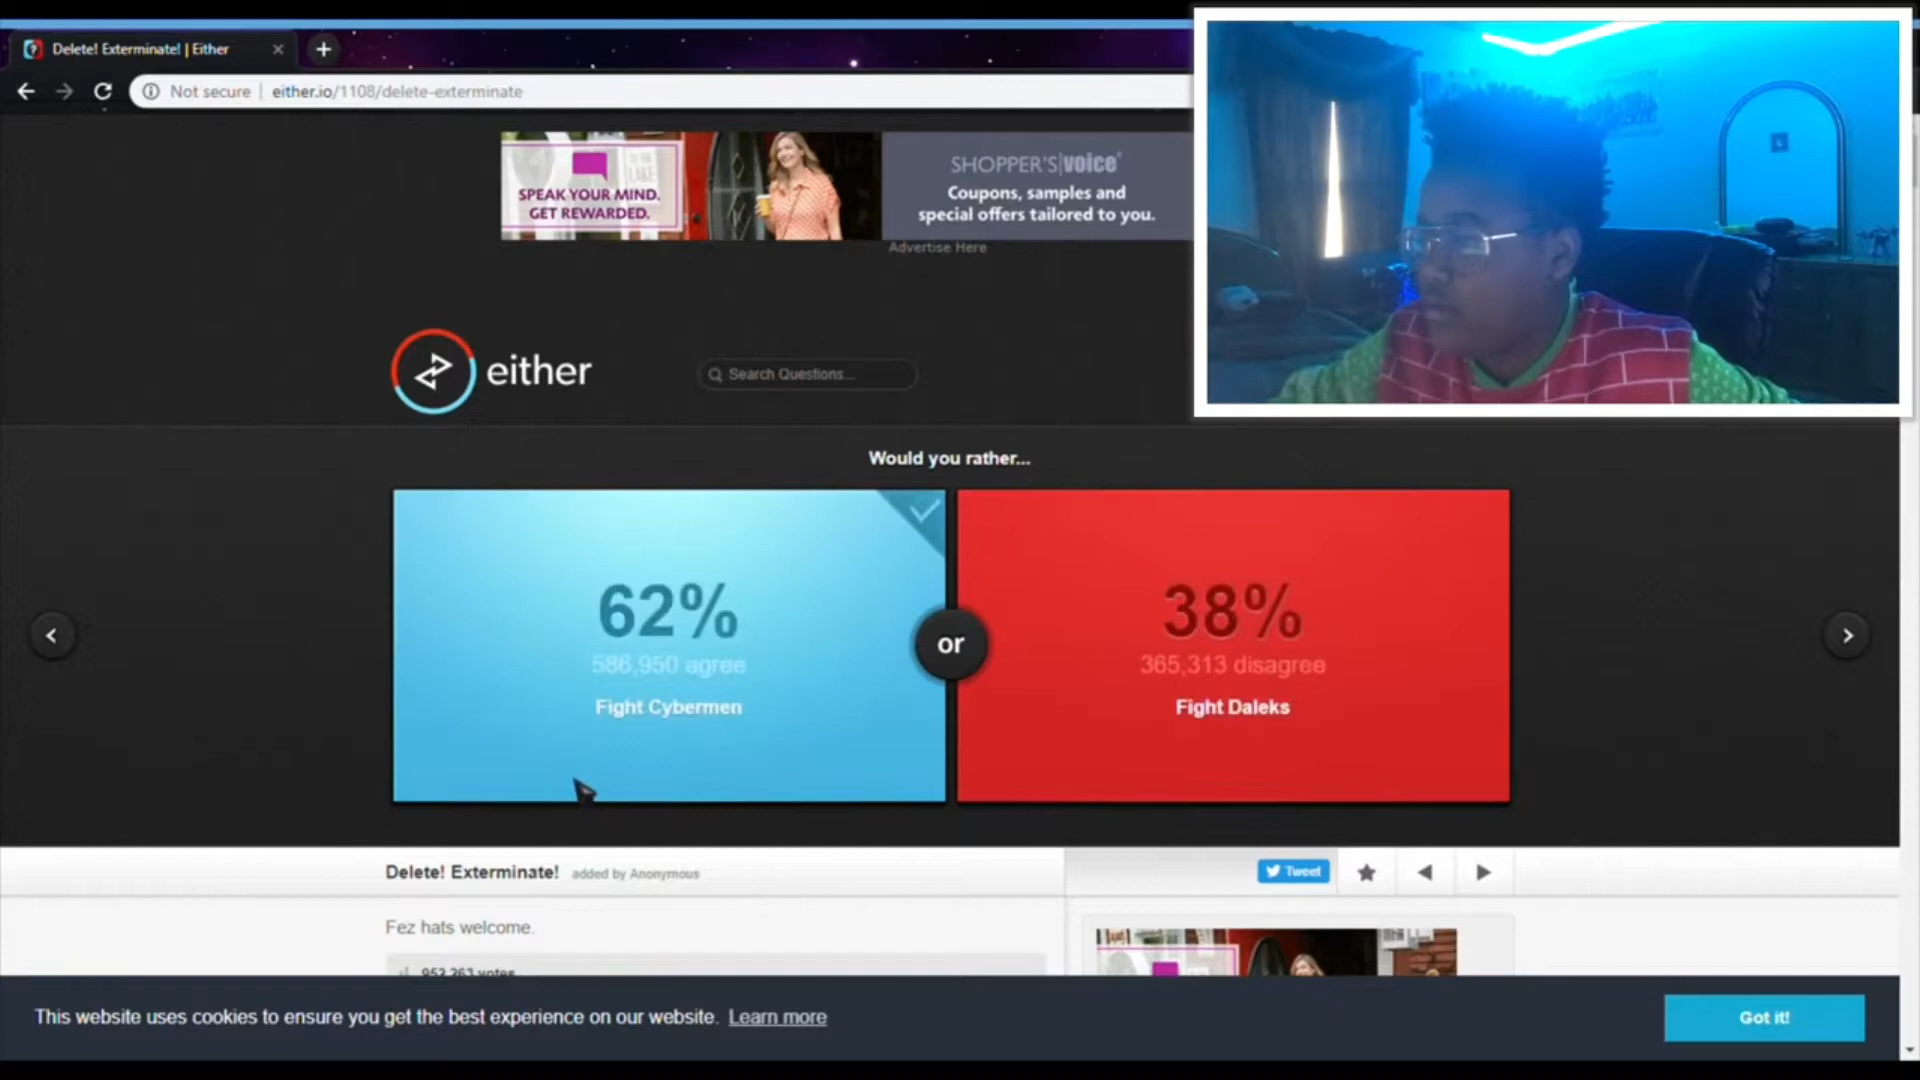 Delete! Exterminate! | Either
Not secure | either.io/1108/delete-exterminate
SPEAK YOUR MIND.
GET REWARDED.
SHOPPER'S|voice®
Coupons, samples and
special offers tailored to you.
Advertise Here
either
Search Questions...
Would you rather...
62%
586,950 agree
Fight Cybermen
or
38%
365,313 disagree
Fight Daleks
Delete! Exterminate! added by Anonymous
Tweet
Fez hats welcome.
953,263 votes
This website uses cookies to ensure you get the best experience on our website. Learn more
Got it!